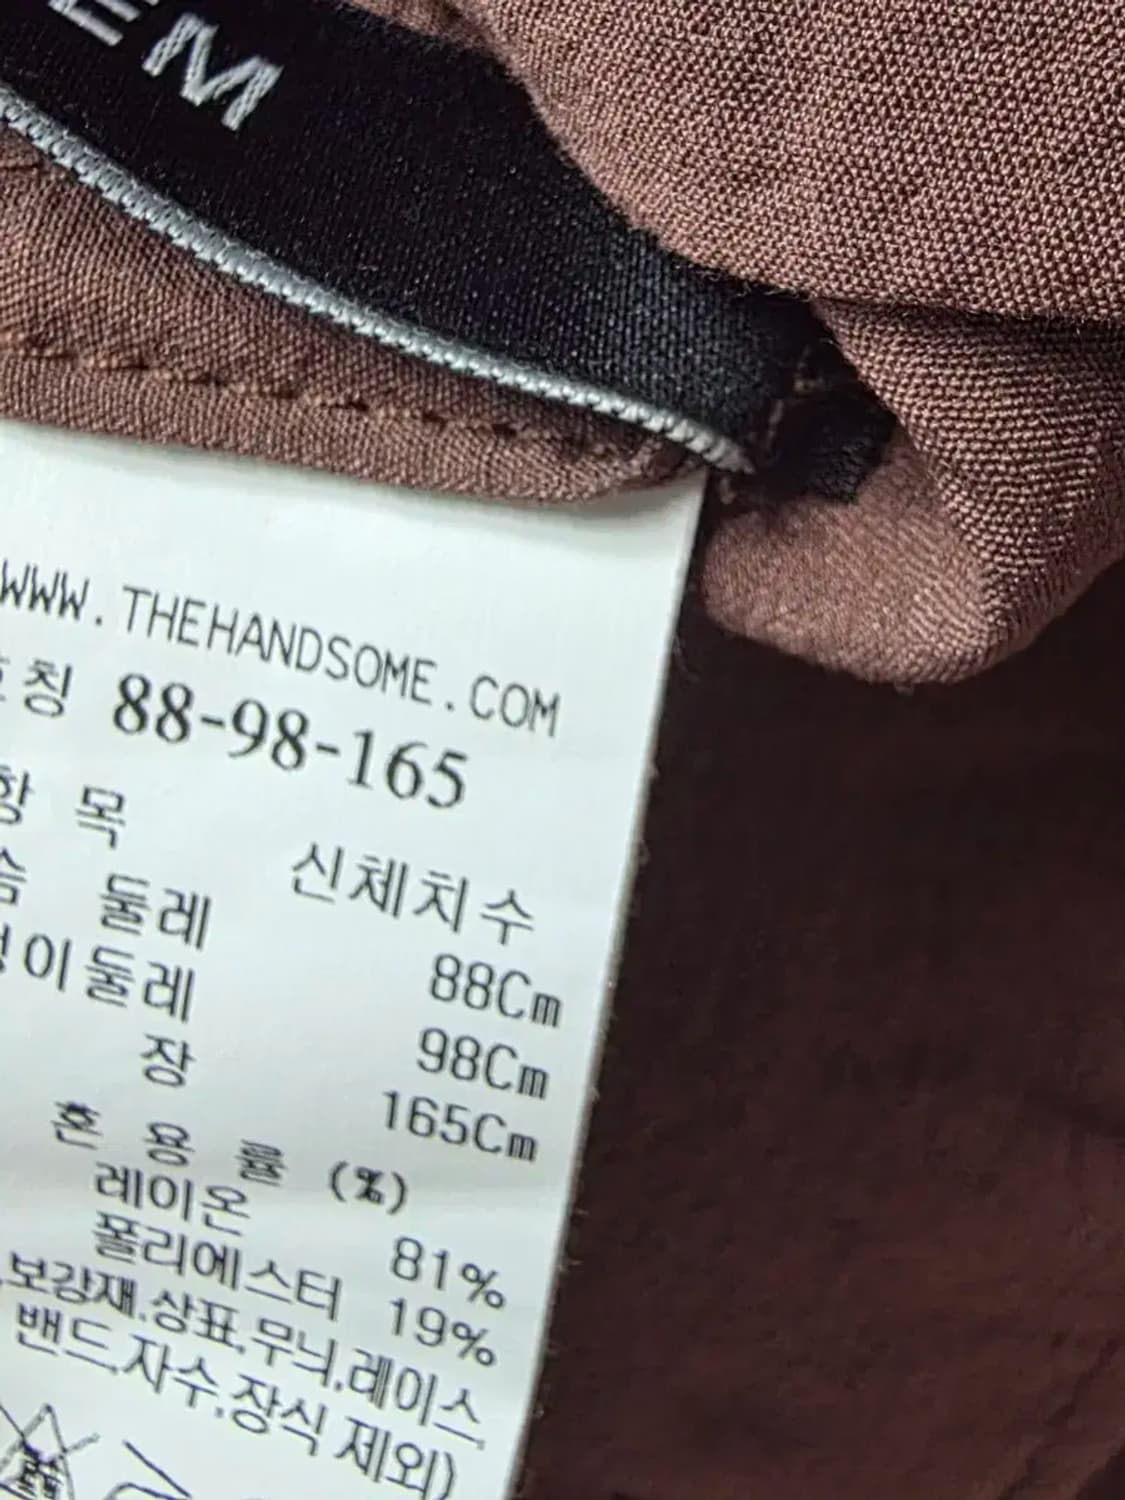 EM
WWW.THEHANDSOME.COM
호칭 88-98-165
항 목
신체치수
둘레 88Cm
둘레 98Cm
장 165Cm
혼 용 율 (%)
레이온 81%
폴리에스터 19%
보강재.상표.무늬.레이스,
밴드,자수,장식 제외)